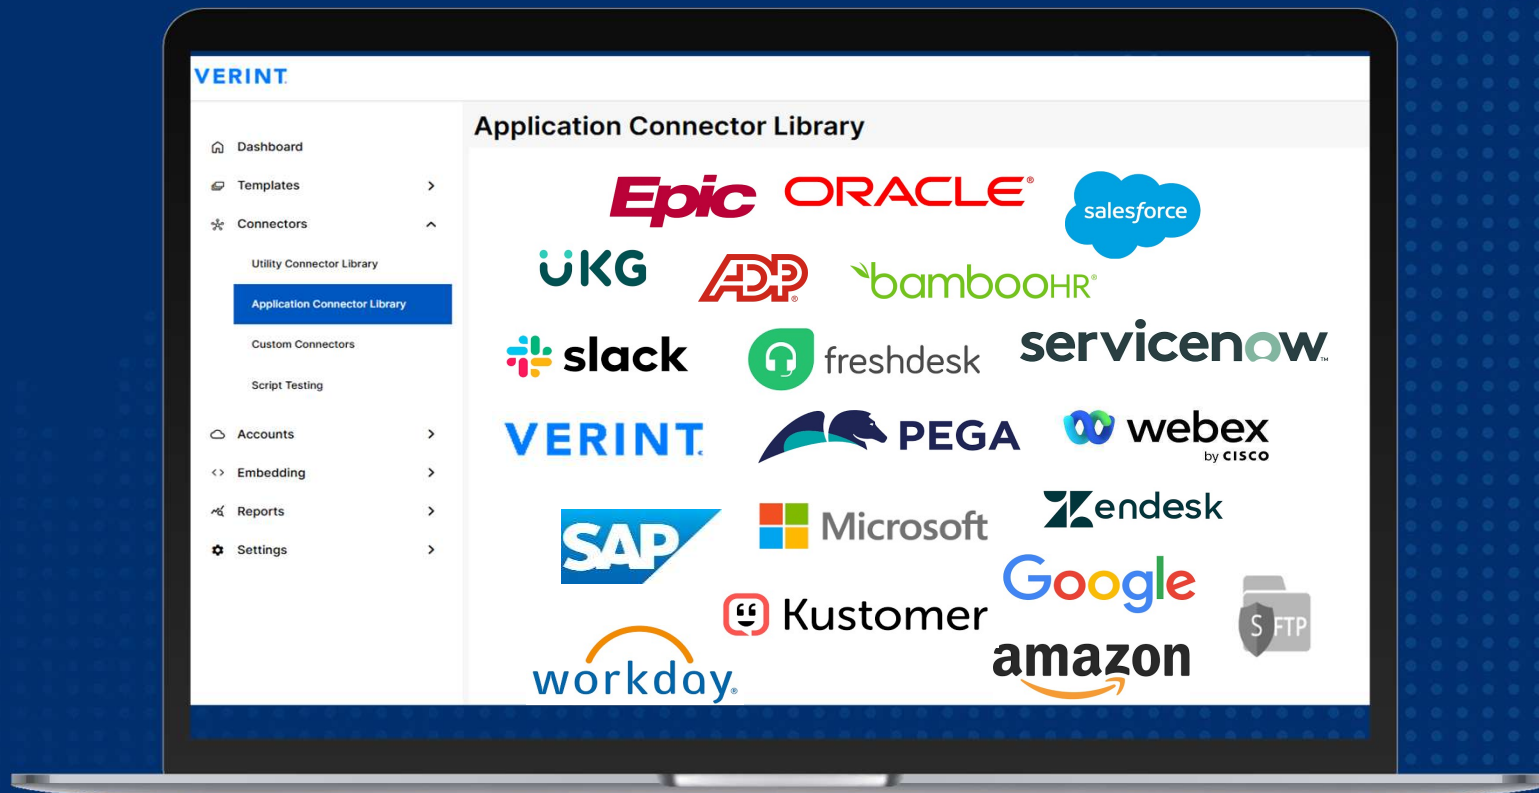 VERINT
Application Connector Library
Dashboard
Templates
Connectors
Utility Connector Library
Application Connector Library
Custom Connectors
Script Testing
Accounts
Embedding
Reports
Settings
Epic
ORACLE®
salesforce
UKG
ADP®
bambooHR®
slack
freshdesk
servicenow™
VERINT
PEGA
webex
by CISCO
SAP
Microsoft
Zendesk
Google
Kustomer
S FTP
workday®
amazon